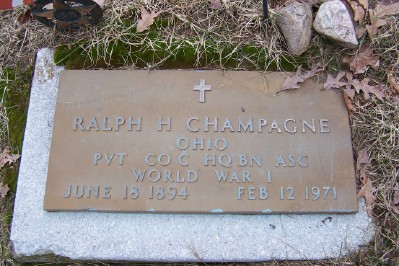 RALPH H CHAMPAGNE
OHIO
PVT CO C HQ BN ASC
WORLD WAR I
JUNE 18 1894 FEB 12 1971